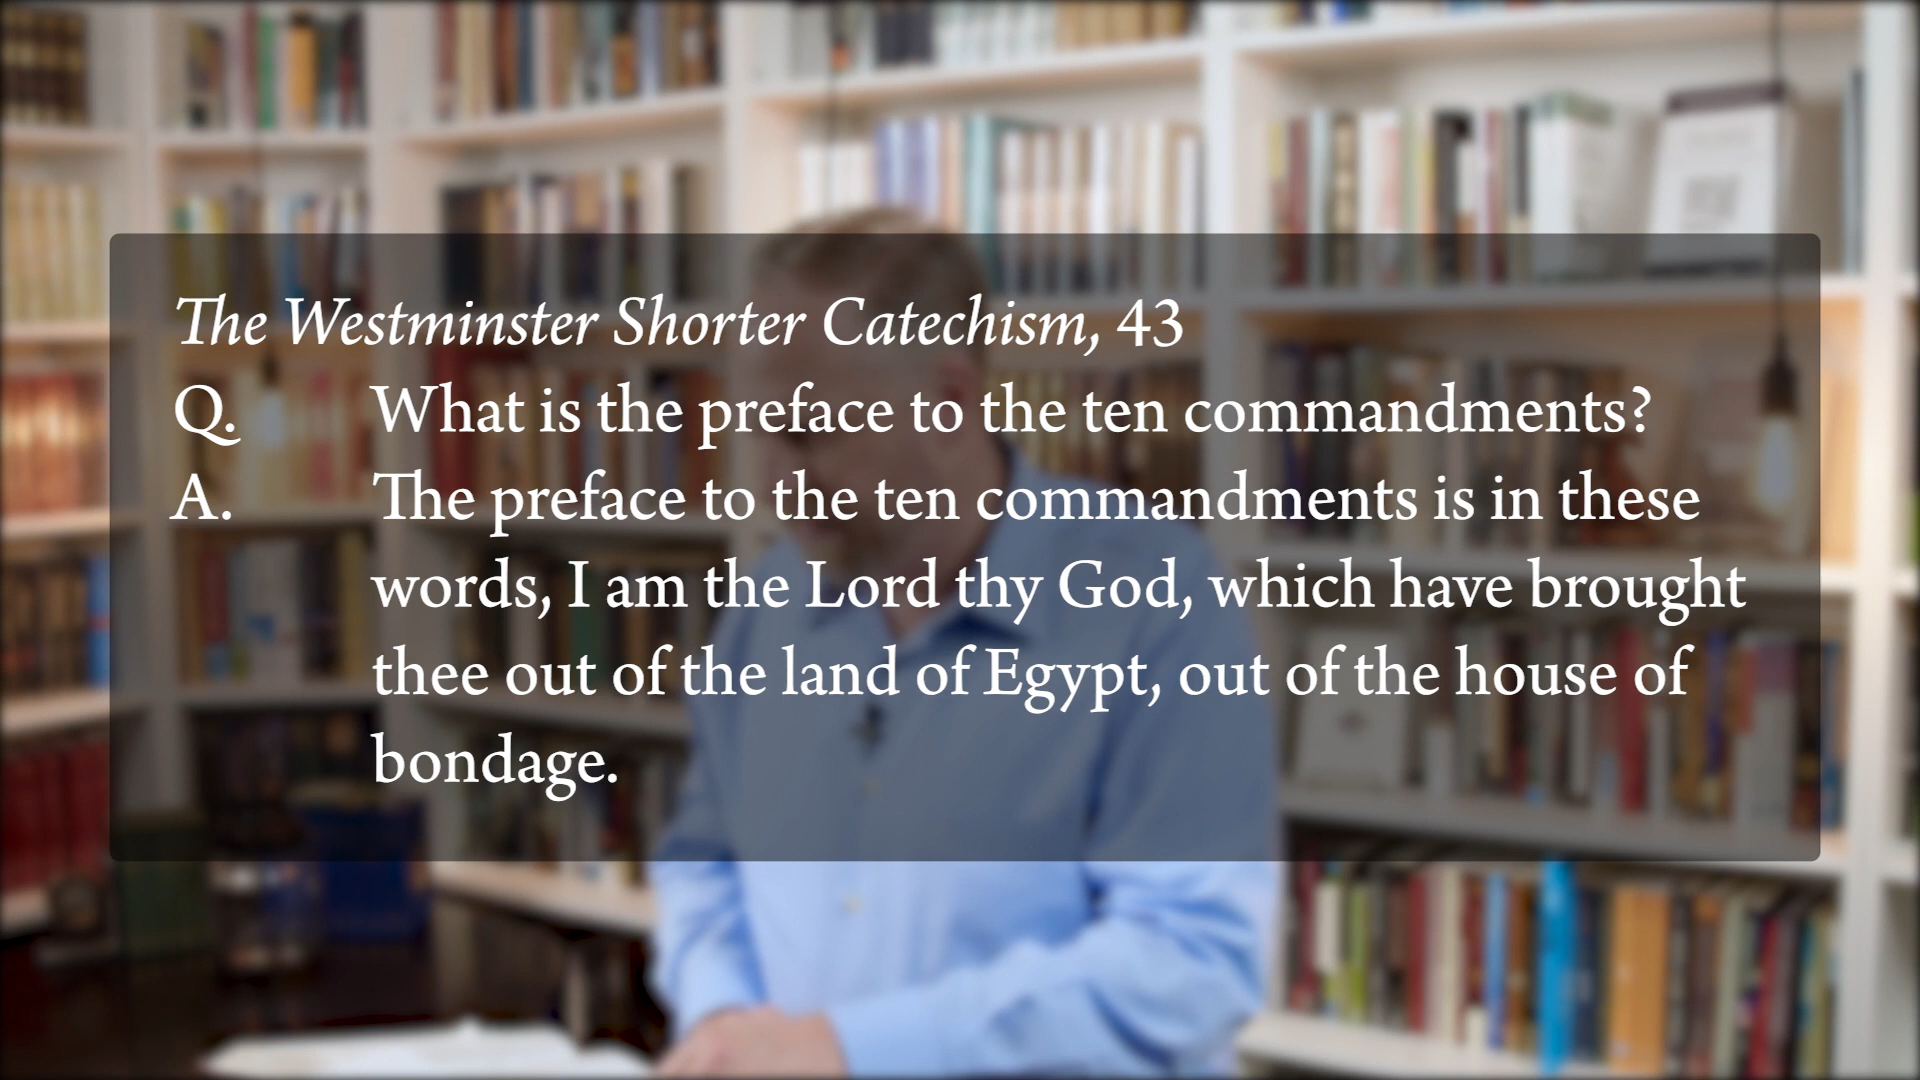 The Westminster Shorter Catechism, 43
Q. What is the preface to the ten commandments?
A. The preface to the ten commandments is in these
words, I am the Lord thy God, which have brought
thee out of the land of Egypt, out of the house of
bondage.